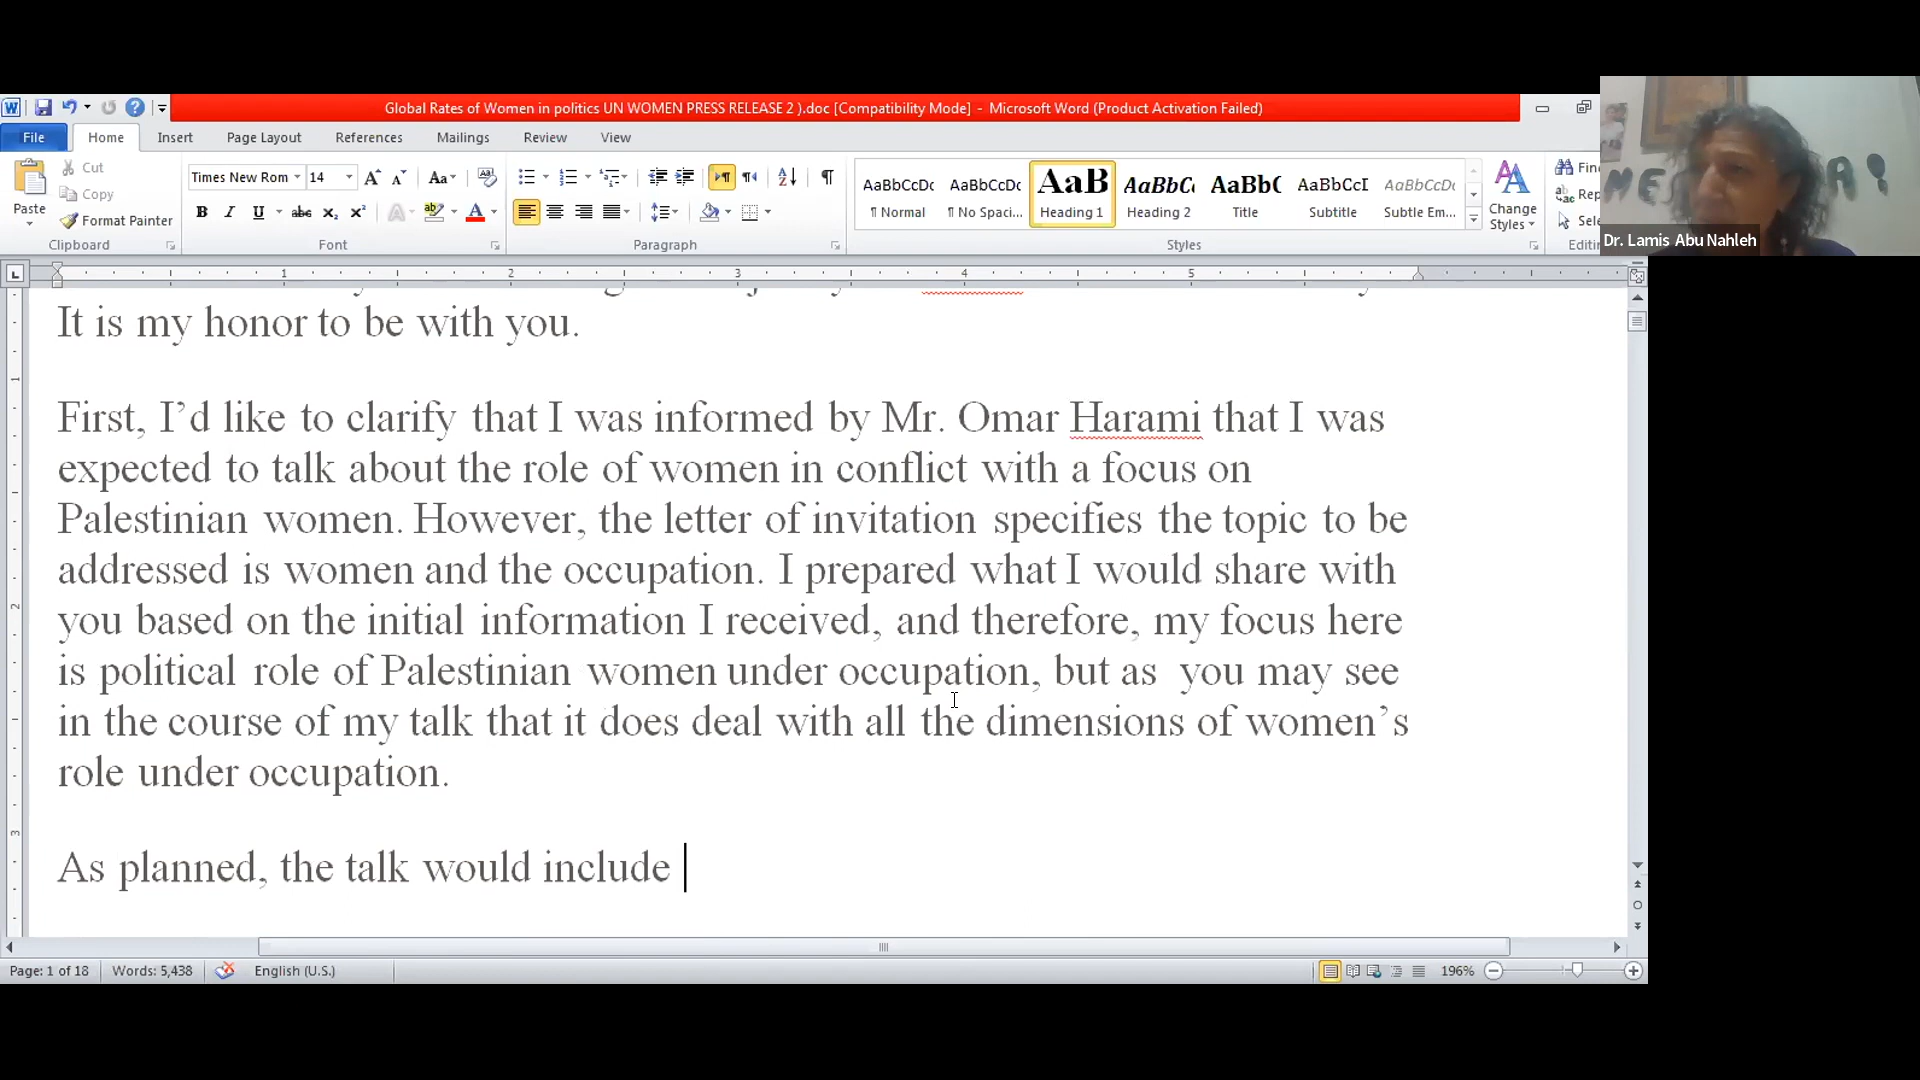 Global Rates of Women in politics UN WOMEN PRESS RELEASE 2 ).doc [Compatibility Mode] - Microsoft Word (Product Activation Failed)
File Home Insert Page Layout References Mailings Review View
Paste
Cut
Copy
Format Painter
Clipboard
Times New Rom 14
Font
Paragraph
AaBbCcDc AaBbCcDc AaB AaBbC AaBb( AaBbCcI AaBbCcDc
¶ Normal ¶ No Spaci... Heading 1 Heading 2 Title Subtitle Subtle Em...
Styles
Change
Styles
Dr. Lamis Abu Nahleh
1 2 3 4 5
It is my honor to be with you.
First, I’d like to clarify that I was informed by Mr. Omar Harami that I was
expected to talk about the role of women in conflict with a focus on
Palestinian women. However, the letter of invitation specifies the topic to be
addressed is women and the occupation. I prepared what I would share with
you based on the initial information I received, and therefore, my focus here
is political role of Palestinian women under occupation, but as you may see
in the course of my talk that it does deal with all the dimensions of women’s
role under occupation.
As planned, the talk would include
Page: 1 of 18 Words: 5,438 English (U.S.) 196%